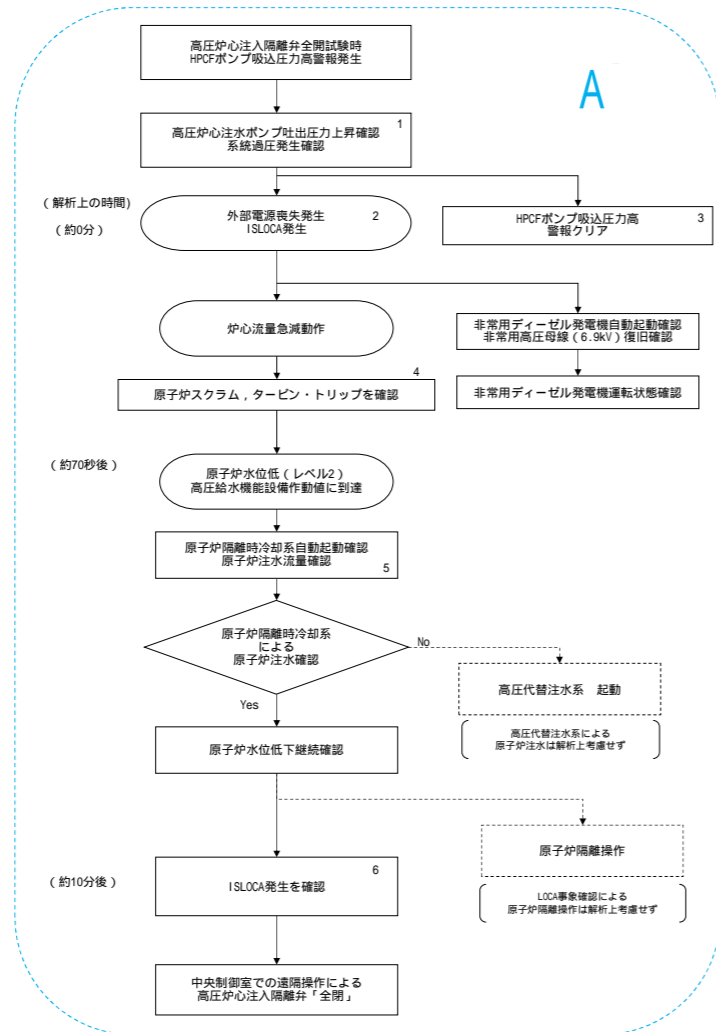 高圧炉心注入隔離弁全開試験時
HPCFポンプ吸込圧力高警報発生
A
1
高圧炉心注水ポンプ吐出圧力上昇確認
系統過圧発生確認
(解析上の時間)
(約0分)
外部電源喪失発生
ISLOCA発生
2
3
HPCFポンプ吸込圧力高
警報クリア
炉心流量急減動作
非常用ディーゼル発電機自動起動確認
非常用高圧母線(6.9kV)復旧確認
4
原子炉スクラム,タービン・トリップを確認
非常用ディーゼル発電機運転状態確認
(約70秒後)
原子炉水位低(レベル2)
高圧給水機能設備作動値に到達
原子炉隔離時冷却系自動起動確認
原子炉注水流量確認
5
原子炉隔離時冷却系
による
原子炉注水確認
No
Yes
高圧代替注水系 起動
高圧代替注水系による
原子炉注水は解析上考慮せず
原子炉水位低下継続確認
原子炉隔離操作
LOCA事象確認による
原子炉隔離操作は解析上考慮せず
(約10分後)
6
ISLOCA発生を確認
中央制御室での遠隔操作による
高圧炉心注入隔離弁「全閉」